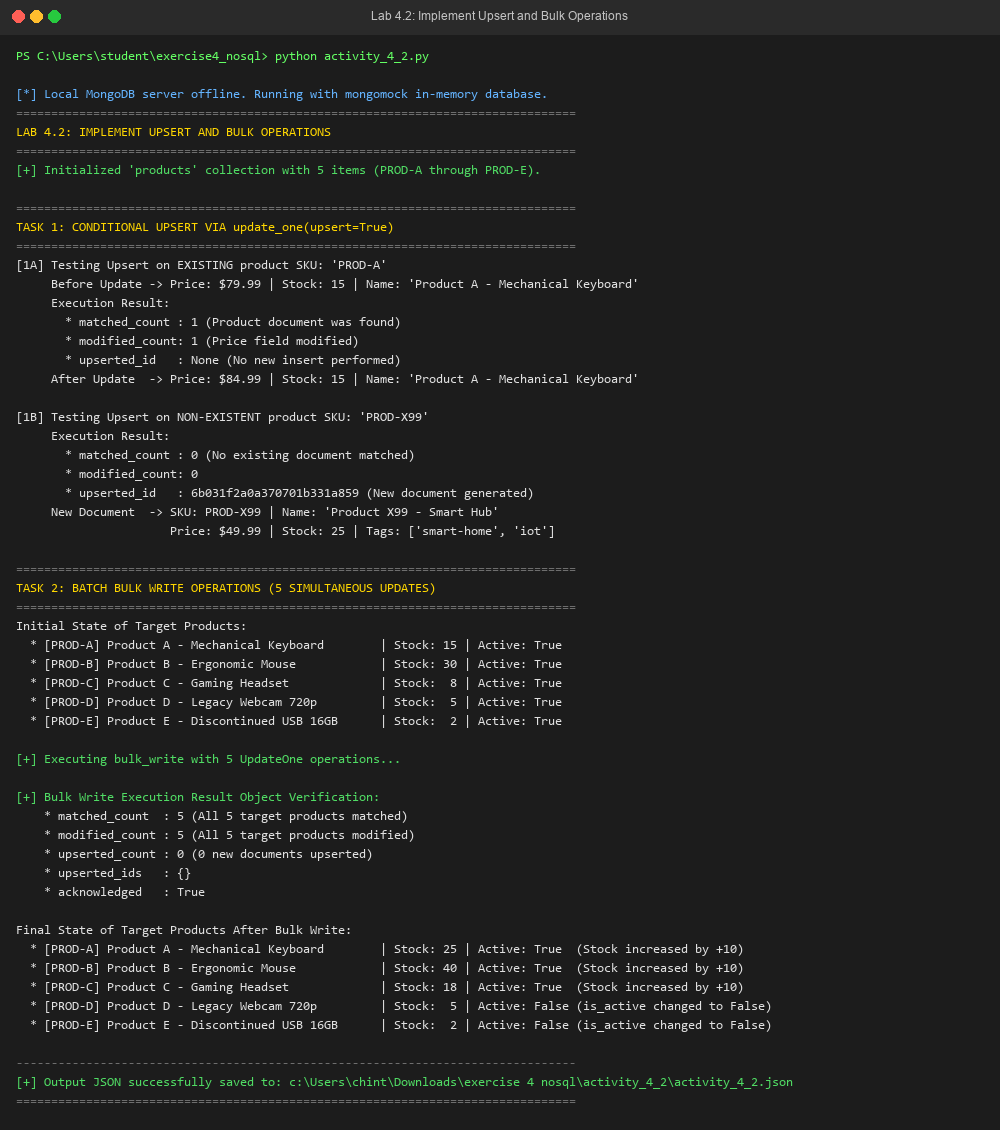 Lab 4.2: Implement Upsert and Bulk Operations
PS C:\Users\student\exercise4_nosql> python activity_4_2.py
[*] Local MongoDB server offline. Running with mongomock in-memory database.
================================================================================
LAB 4.2: IMPLEMENT UPSERT AND BULK OPERATIONS
================================================================================
[+] Initialized 'products' collection with 5 items (PROD-A through PROD-E).
================================================================================
TASK 1: CONDITIONAL UPSERT VIA update_one(upsert=True)
================================================================================
[1A] Testing Upsert on EXISTING product SKU: 'PROD-A'
     Before Update -> Price: $79.99 | Stock: 15 | Name: 'Product A - Mechanical Keyboard'
     Execution Result:
       * matched_count : 1 (Product document was found)
       * modified_count: 1 (Price field modified)
       * upserted_id   : None (No new insert performed)
     After Update  -> Price: $84.99 | Stock: 15 | Name: 'Product A - Mechanical Keyboard'
[1B] Testing Upsert on NON-EXISTENT product SKU: 'PROD-X99'
     Execution Result:
       * matched_count : 0 (No existing document matched)
       * modified_count: 0
       * upserted_id   : 6b031f2a0a370701b331a859 (New document generated)
     New Document  -> SKU: PROD-X99 | Name: 'Product X99 - Smart Hub'
                      Price: $49.99 | Stock: 25 | Tags: ['smart-home', 'iot']
================================================================================
TASK 2: BATCH BULK WRITE OPERATIONS (5 SIMULTANEOUS UPDATES)
================================================================================
Initial State of Target Products:
  * [PROD-A] Product A - Mechanical Keyboard        | Stock: 15 | Active: True
  * [PROD-B] Product B - Ergonomic Mouse            | Stock: 30 | Active: True
  * [PROD-C] Product C - Gaming Headset             | Stock:  8 | Active: True
  * [PROD-D] Product D - Legacy Webcam 720p         | Stock:  5 | Active: True
  * [PROD-E] Product E - Discontinued USB 16GB      | Stock:  2 | Active: True
[+] Executing bulk_write with 5 UpdateOne operations...
[+] Bulk Write Execution Result Object Verification:
    * matched_count  : 5 (All 5 target products matched)
    * modified_count : 5 (All 5 target products modified)
    * upserted_count : 0 (0 new documents upserted)
    * upserted_ids   : {}
    * acknowledged   : True
Final State of Target Products After Bulk Write:
  * [PROD-A] Product A - Mechanical Keyboard        | Stock: 25 | Active: True  (Stock increased by +10)
  * [PROD-B] Product B - Ergonomic Mouse            | Stock: 40 | Active: True  (Stock increased by +10)
  * [PROD-C] Product C - Gaming Headset             | Stock: 18 | Active: True  (Stock increased by +10)
  * [PROD-D] Product D - Legacy Webcam 720p         | Stock:  5 | Active: False (is_active changed to False)
  * [PROD-E] Product E - Discontinued USB 16GB      | Stock:  2 | Active: False (is_active changed to False)
--------------------------------------------------------------------------------
[+] Output JSON successfully saved to: c:\Users\chint\Downloads\exercise 4 nosql\activity_4_2\activity_4_2.json
================================================================================